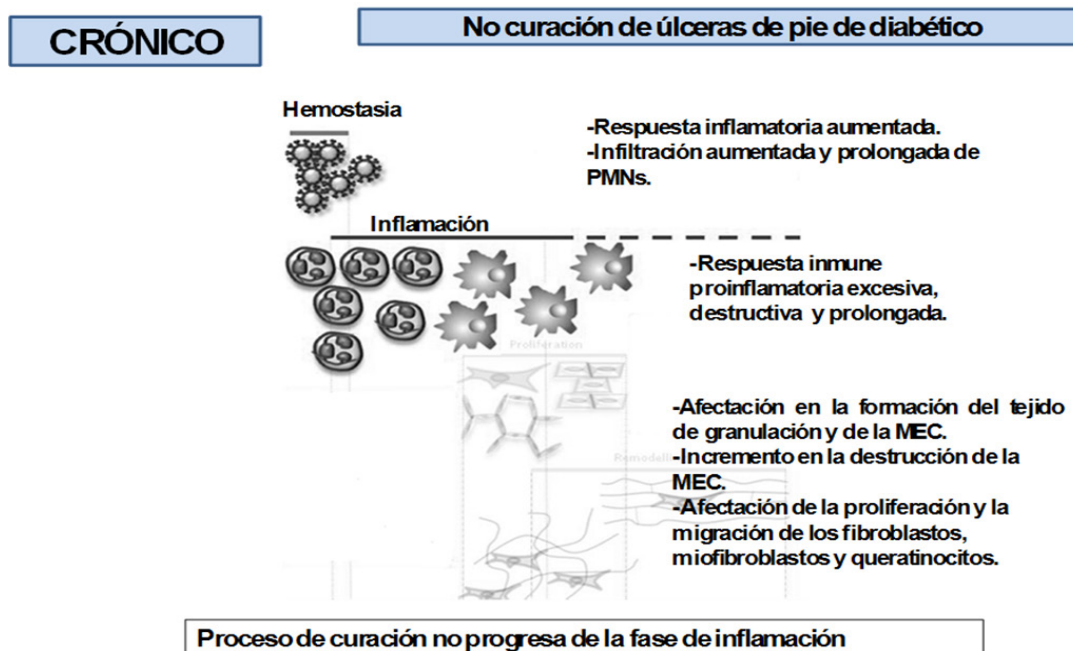 CRÓNICO
No curación de úlceras de pie de diabético
Hemostasia
-Respuesta inflamatoria aumentada.
-Infiltración aumentada y prolongada de
PMNs.
Inflamación
-Respuesta inmune
proinflamatoria excesiva,
destructiva y prolongada.
Proliferation
-Afectación en la formación del tejido
de granulación y de la MEC.
-Incremento en la destrucción de la
MEC.
-Afectación de la proliferación y la
migración de los fibroblastos,
miofibroblastos y queratinocitos.
Proceso de curación no progresa de la fase de inflamación